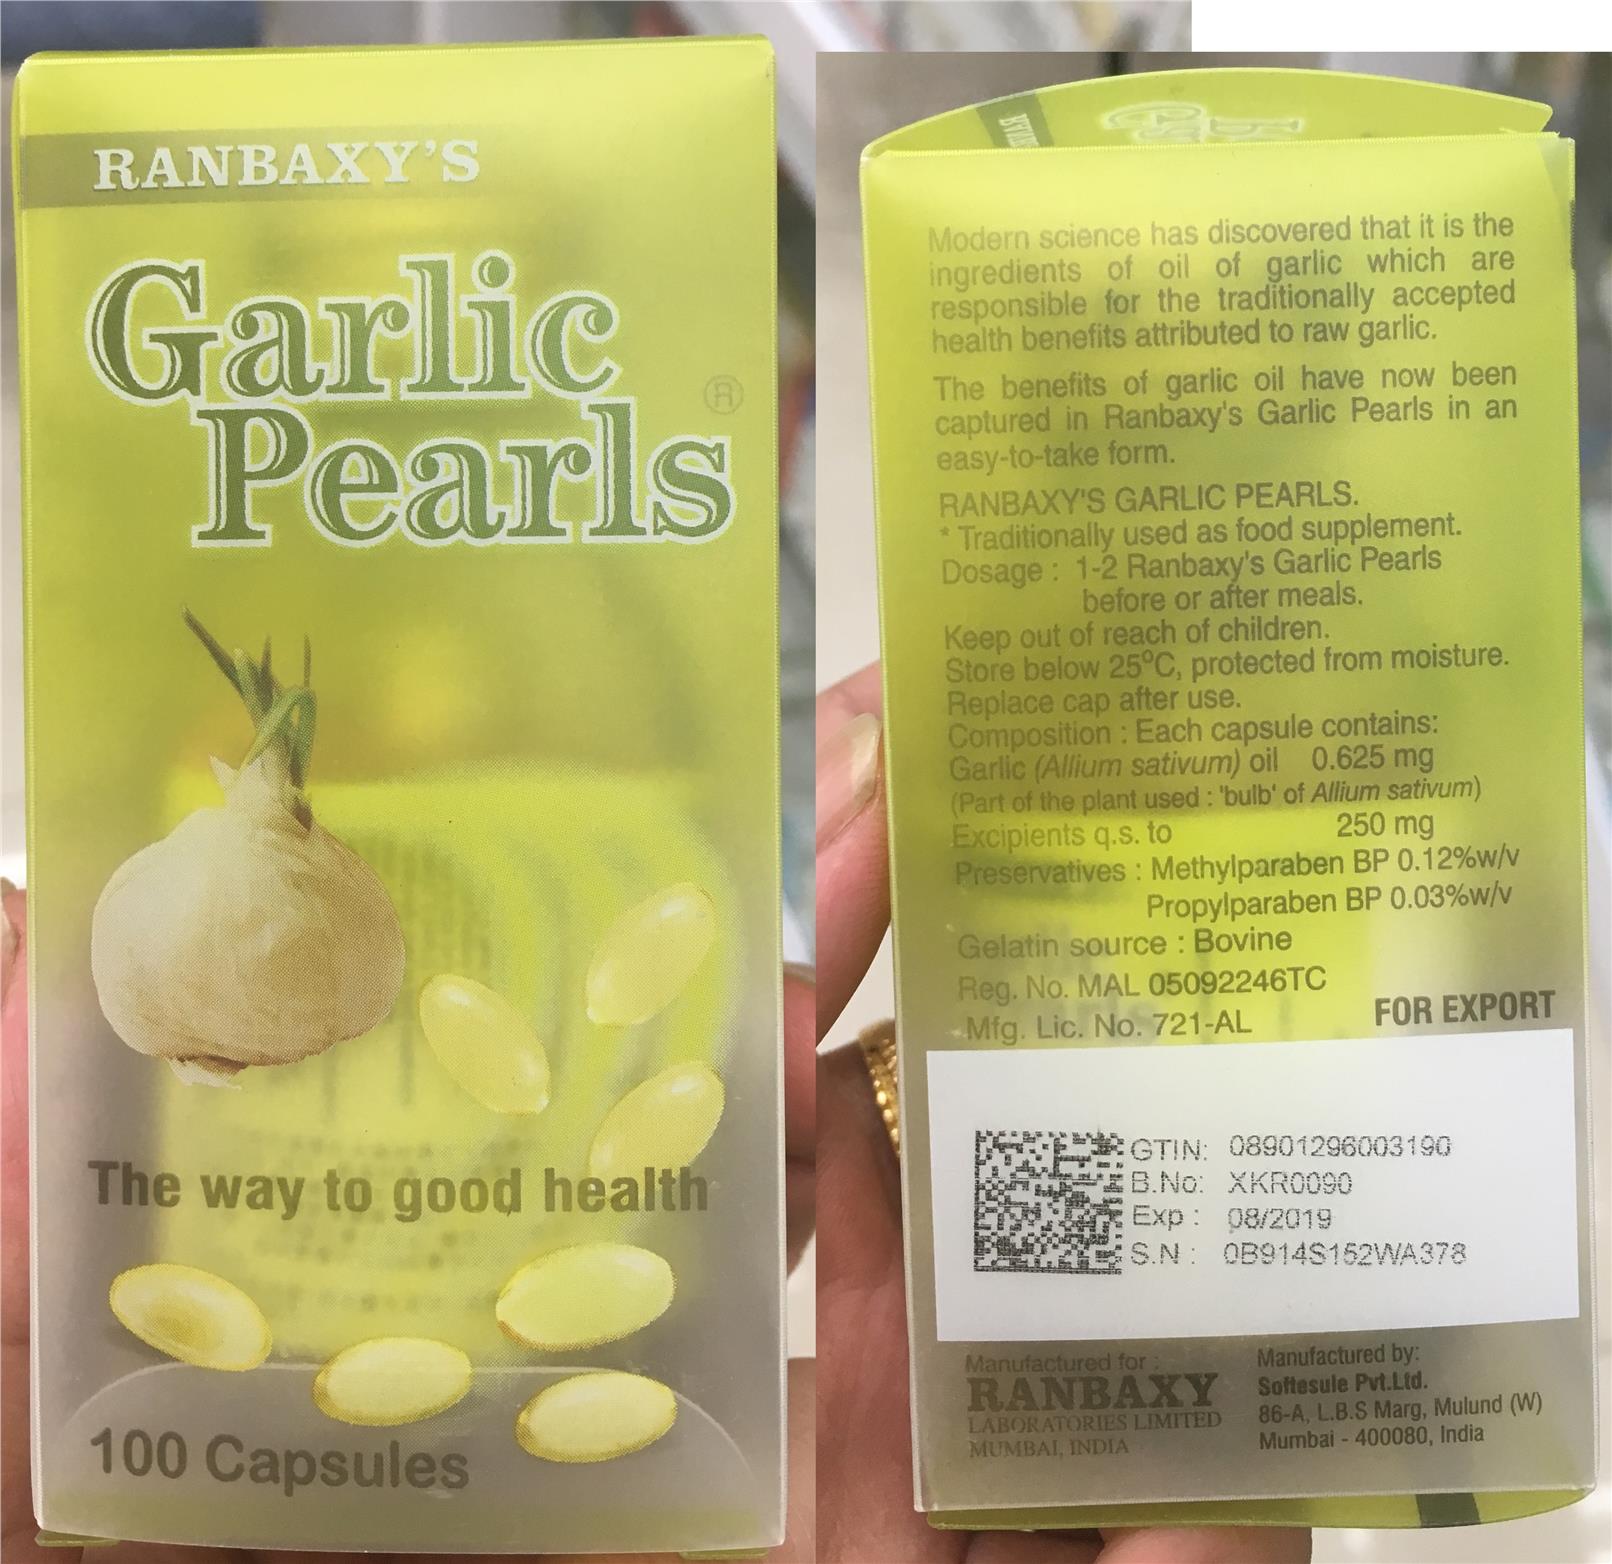 RANBAXY'S
Garlic
Pearls
®
The way to good health
100 Capsules
Modern science has discovered that it is the
ingredients of oil of garlic which are
responsible for the traditionally accepted
health benefits attributed to raw garlic.
The benefits of garlic oil have now been
captured in Ranbaxy's Garlic Pearls in an
easy-to-take form.
RANBAXY'S GARLIC PEARLS.
* Traditionally used as food supplement.
Dosage : 1-2 Ranbaxy's Garlic Pearls
before or after meals.
Keep out of reach of children.
Store below 25°C, protected from moisture.
Replace cap after use.
Composition : Each capsule contains:
Garlic (Allium sativum) oil 0.625 mg
(Part of the plant used : 'bulb' of Allium sativum)
Excipients q.s. to 250 mg
Preservatives : Methylparaben BP 0.12%w/v
Propylparaben BP 0.03%w/v
Gelatin source : Bovine
Reg. No. MAL 05092246TC
Mfg. Lic. No. 721-AL
FOR EXPORT
GTIN: 08901296003190
B.No: XKR0090
Exp : 08/2019
S.N : 0B914S152WA378
Manufactured for :
RANBAXY
LABORATORIES LIMITED
MUMBAI, INDIA
Manufactured by:
Softesule Pvt.Ltd.
86-A, L.B.S Marg, Mulund (W)
Mumbai - 400080, India